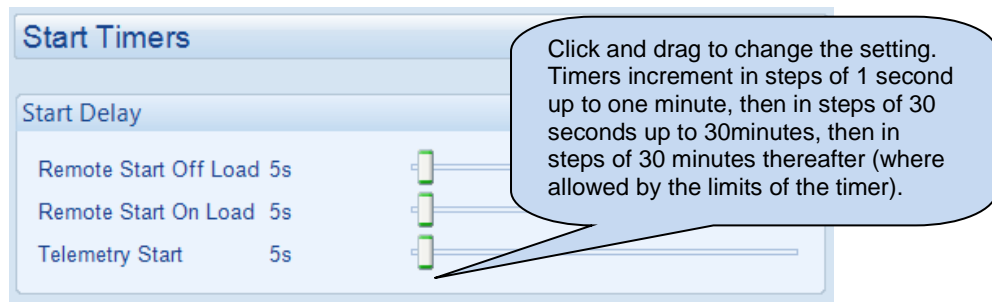 Start Timers
Click and drag to change the setting.
Timers increment in steps of 1 second
up to one minute, then in steps of 30
seconds up to 30minutes, then in
steps of 30 minutes thereafter (where
allowed by the limits of the timer).
Start Delay
Remote Start Off Load 5s
Remote Start On Load 5s
Telemetry Start 5s